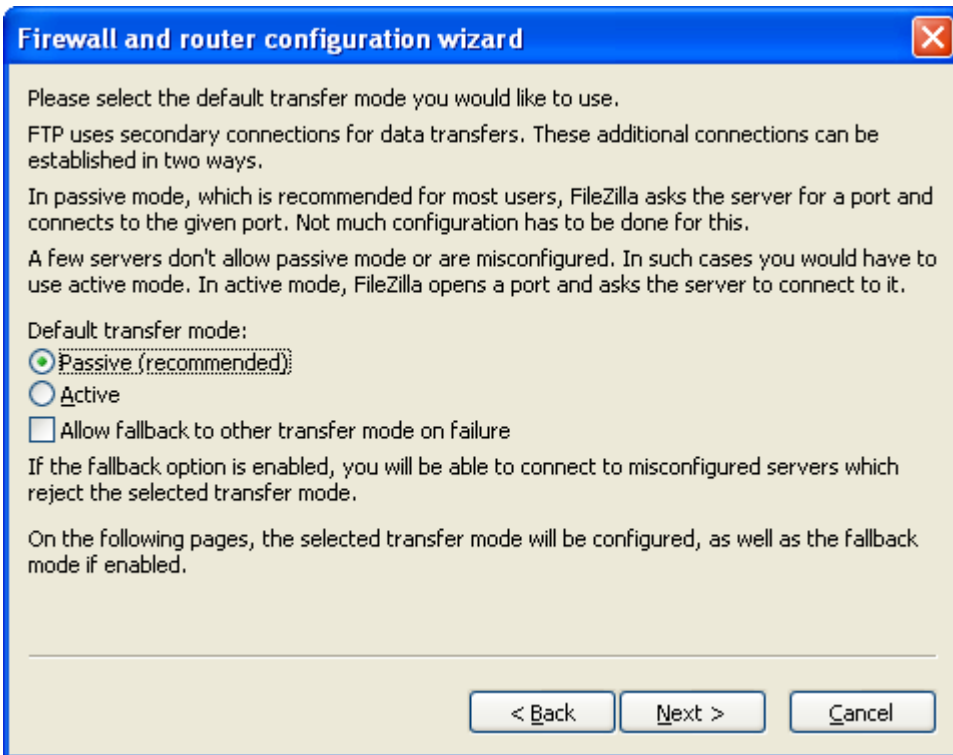 Firewall and router configuration wizard
Please select the default transfer mode you would like to use.
FTP uses secondary connections for data transfers. These additional connections can be
established in two ways.
In passive mode, which is recommended for most users, FileZilla asks the server for a port and
connects to the given port. Not much configuration has to be done for this.
A few servers don't allow passive mode or are misconfigured. In such cases you would have to
use active mode. In active mode, FileZilla opens a port and asks the server to connect to it.
Default transfer mode:
Passive (recommended)
Active
Allow fallback to other transfer mode on failure
If the fallback option is enabled, you will be able to connect to misconfigured servers which
reject the selected transfer mode.
On the following pages, the selected transfer mode will be configured, as well as the fallback
mode if enabled.
< Back Next > Cancel